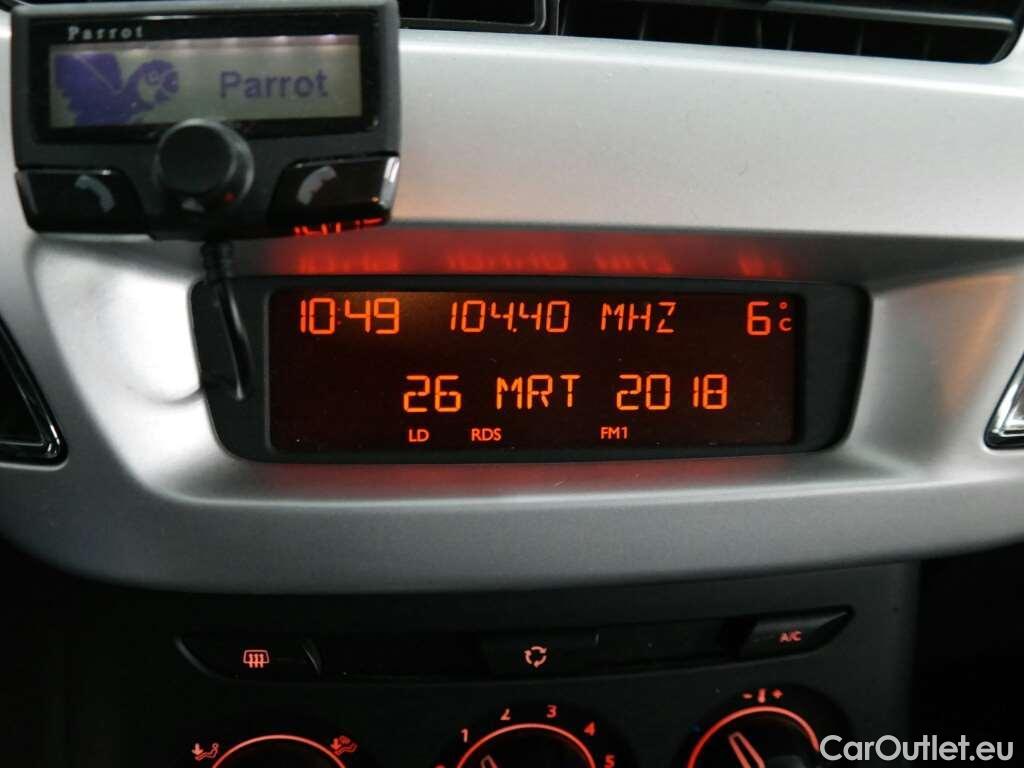 Parrot
Parrot
10:49 104.40 MHZ 6°C
26 MRT 2018
LD RDS FM1
A/C
1 2 3 4 5
- +
CarOutlet.eu